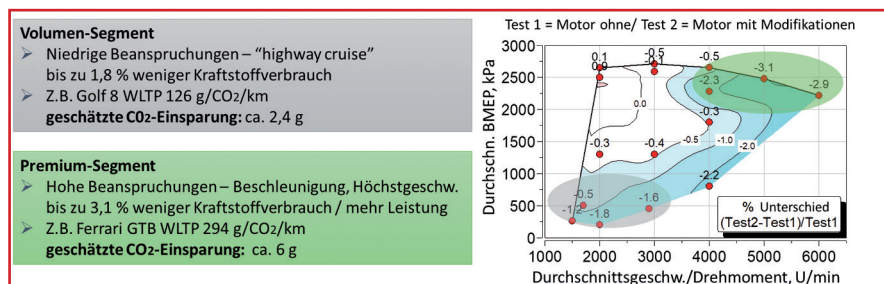 Volumen-Segment
➢ Niedrige Beanspruchungen – “highway cruise”
bis zu 1,8 % weniger Kraftstoffverbrauch
➢ Z.B. Golf 8 WLTP 126 g/CO2/km
geschätzte C02-Einsparung: ca. 2,4 g
Premium-Segment
➢ Hohe Beanspruchungen – Beschleunigung, Höchstgeschw.
bis zu 3,1 % weniger Kraftstoffverbrauch / mehr Leistung
➢ Z.B. Ferrari GTB WLTP 294 g/CO2/km
geschätzte CO2-Einsparung: ca. 6 g
Test 1 = Motor ohne/ Test 2 = Motor mit Modifikationen
Durchschn. BMEP, kPa
3000
2500
2000
1500
1000
500
0
0.1
0.0
-0.5
-0.1
-0.5
-3.1
-2.3
-2.9
0.0
-0.3
-0.5
-1.0
-2.0
-0.3
-0.4
-2.2
-0.5
-1.2
-1.8
-1.6
% Unterschied
(Test2-Test1)/Test1
1000 2000 3000 4000 5000 6000
Durchschnittsgeschw./Drehmoment, U/min